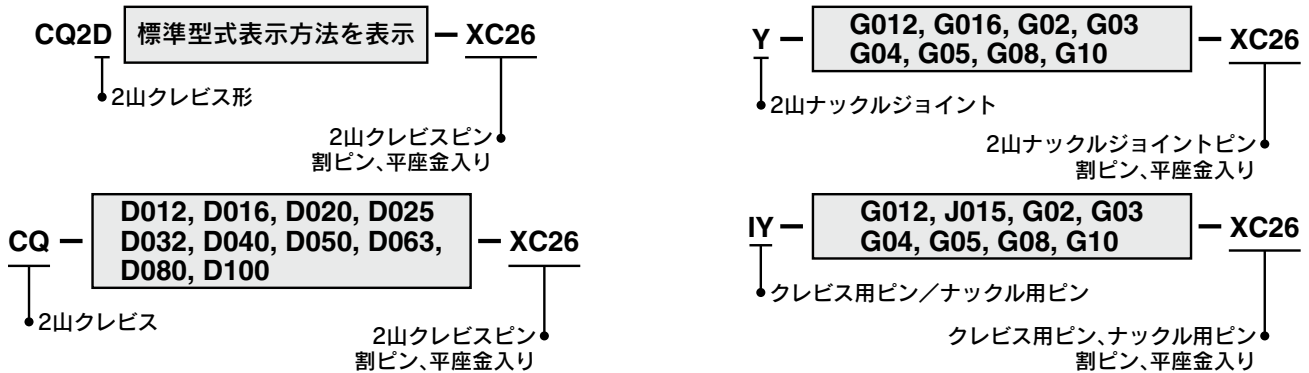 CQ2D 標準型式表示方法を表示 — XC26
2山クレビス形
2山クレビスピン
割ピン、平座金入り
Y — G012, G016, G02, G03
G04, G05, G08, G10 — XC26
2山ナックルジョイント
2山ナックルジョイントピン
割ピン、平座金入り
CQ — D012, D016, D020, D025
D032, D040, D050, D063,
D080, D100 — XC26
2山クレビス
2山クレビスピン
割ピン、平座金入り
IY — G012, J015, G02, G03
G04, G05, G08, G10 — XC26
クレビス用ピン／ナックル用ピン
クレビス用ピン、ナックル用ピン
割ピン、平座金入り